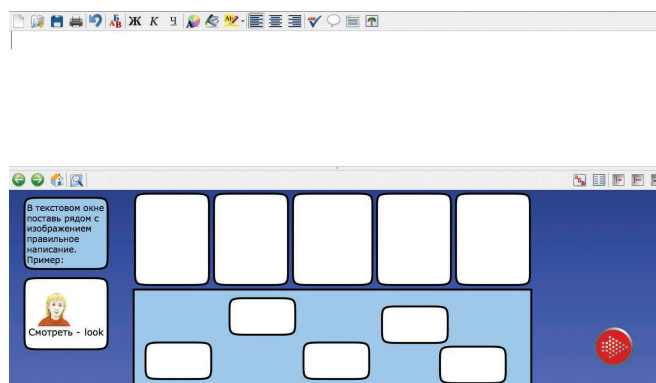 Ж К Ч
В текстовом окне
поставь рядом с
изображением
правильное
написание.
Пример:
Смотреть - look